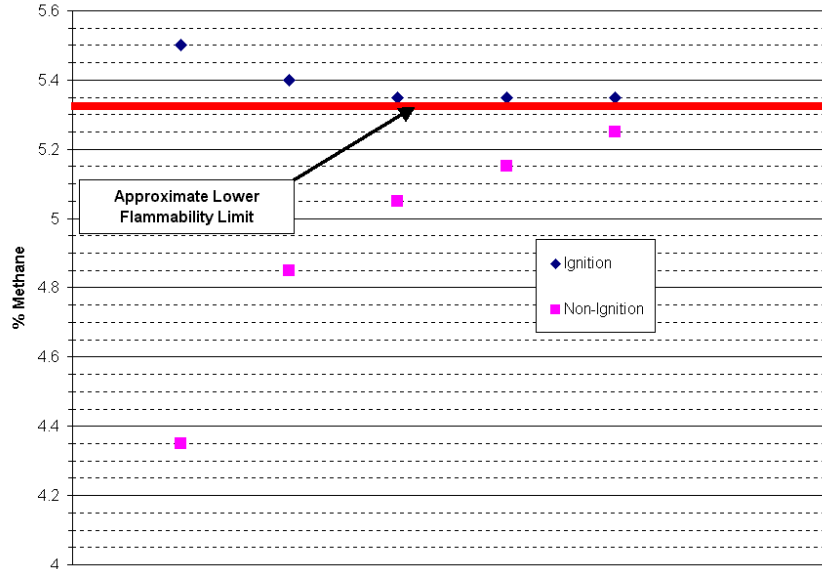 5.6
5.4
5.2
5
4.8
4.6
4.4
4.2
4
% Methane
Approximate Lower
Flammability Limit
Ignition
Non-Ignition